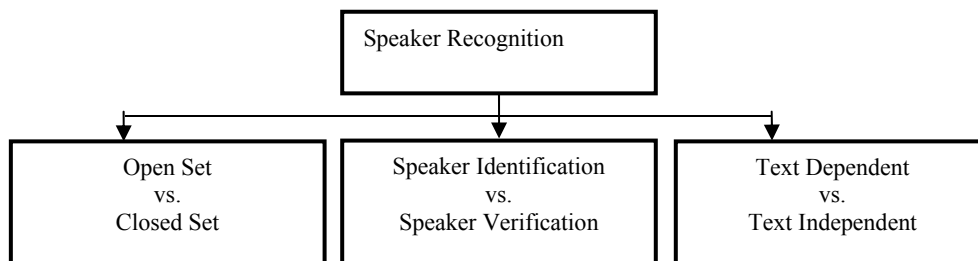 Speaker Recognition
Open Set
vs.
Closed Set
Speaker Identification
vs.
Speaker Verification
Text Dependent
vs.
Text Independent